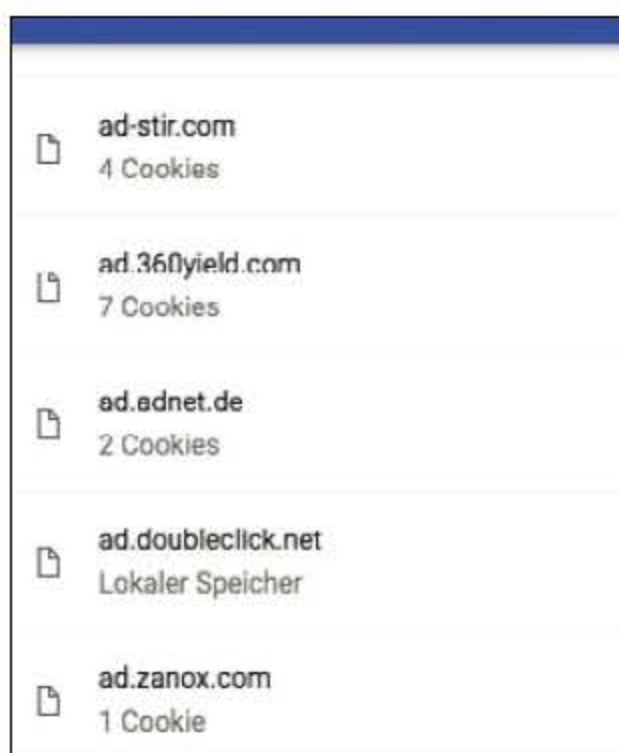 ad-stir.com
4 Cookies
ad.360yield.com
7 Cookies
ad.adnet.de
2 Cookies
ad.doubleclick.net
Lokaler Speicher
ad.zanox.com
1 Cookie